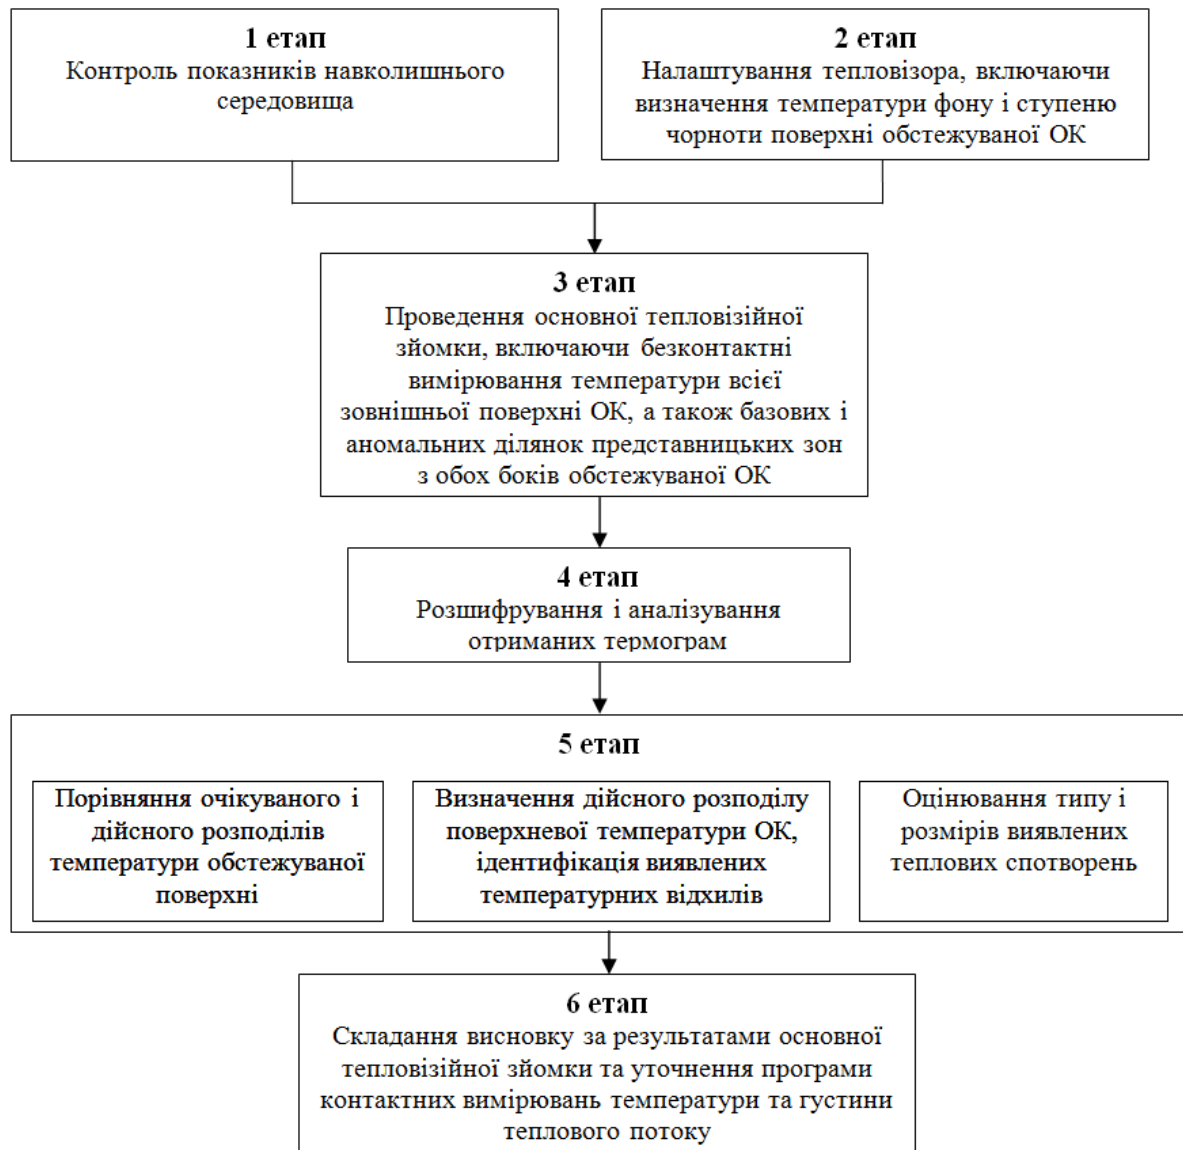 1 етап
Контроль показників навколишнього
середовища
2 етап
Налаштування тепловізора, включаючи
визначення температури фону і ступеню
чорноти поверхні обстежуваної ОК
3 етап
Проведення основної тепловізійної
зйомки, включаючи безконтактні
вимірювання температури всієї
зовнішньої поверхні ОК, а також базових і
аномальних ділянок представницьких зон
з обох боків обстежуваної ОК
4 етап
Розшифрування і аналізування
отриманих термограм
5 етап
Порівняння очікуваного і
дійсного розподілів
температури обстежуваної
поверхні
Визначення дійсного розподілу
поверхневої температури ОК,
ідентифікація виявлених
температурних відхилів
Оцінювання типу і
розмірів виявлених
теплових спотворень
6 етап
Складання висновку за результатами основної
тепловізійної зйомки та уточнення програми
контактних вимірювань температури та густини
теплового потоку